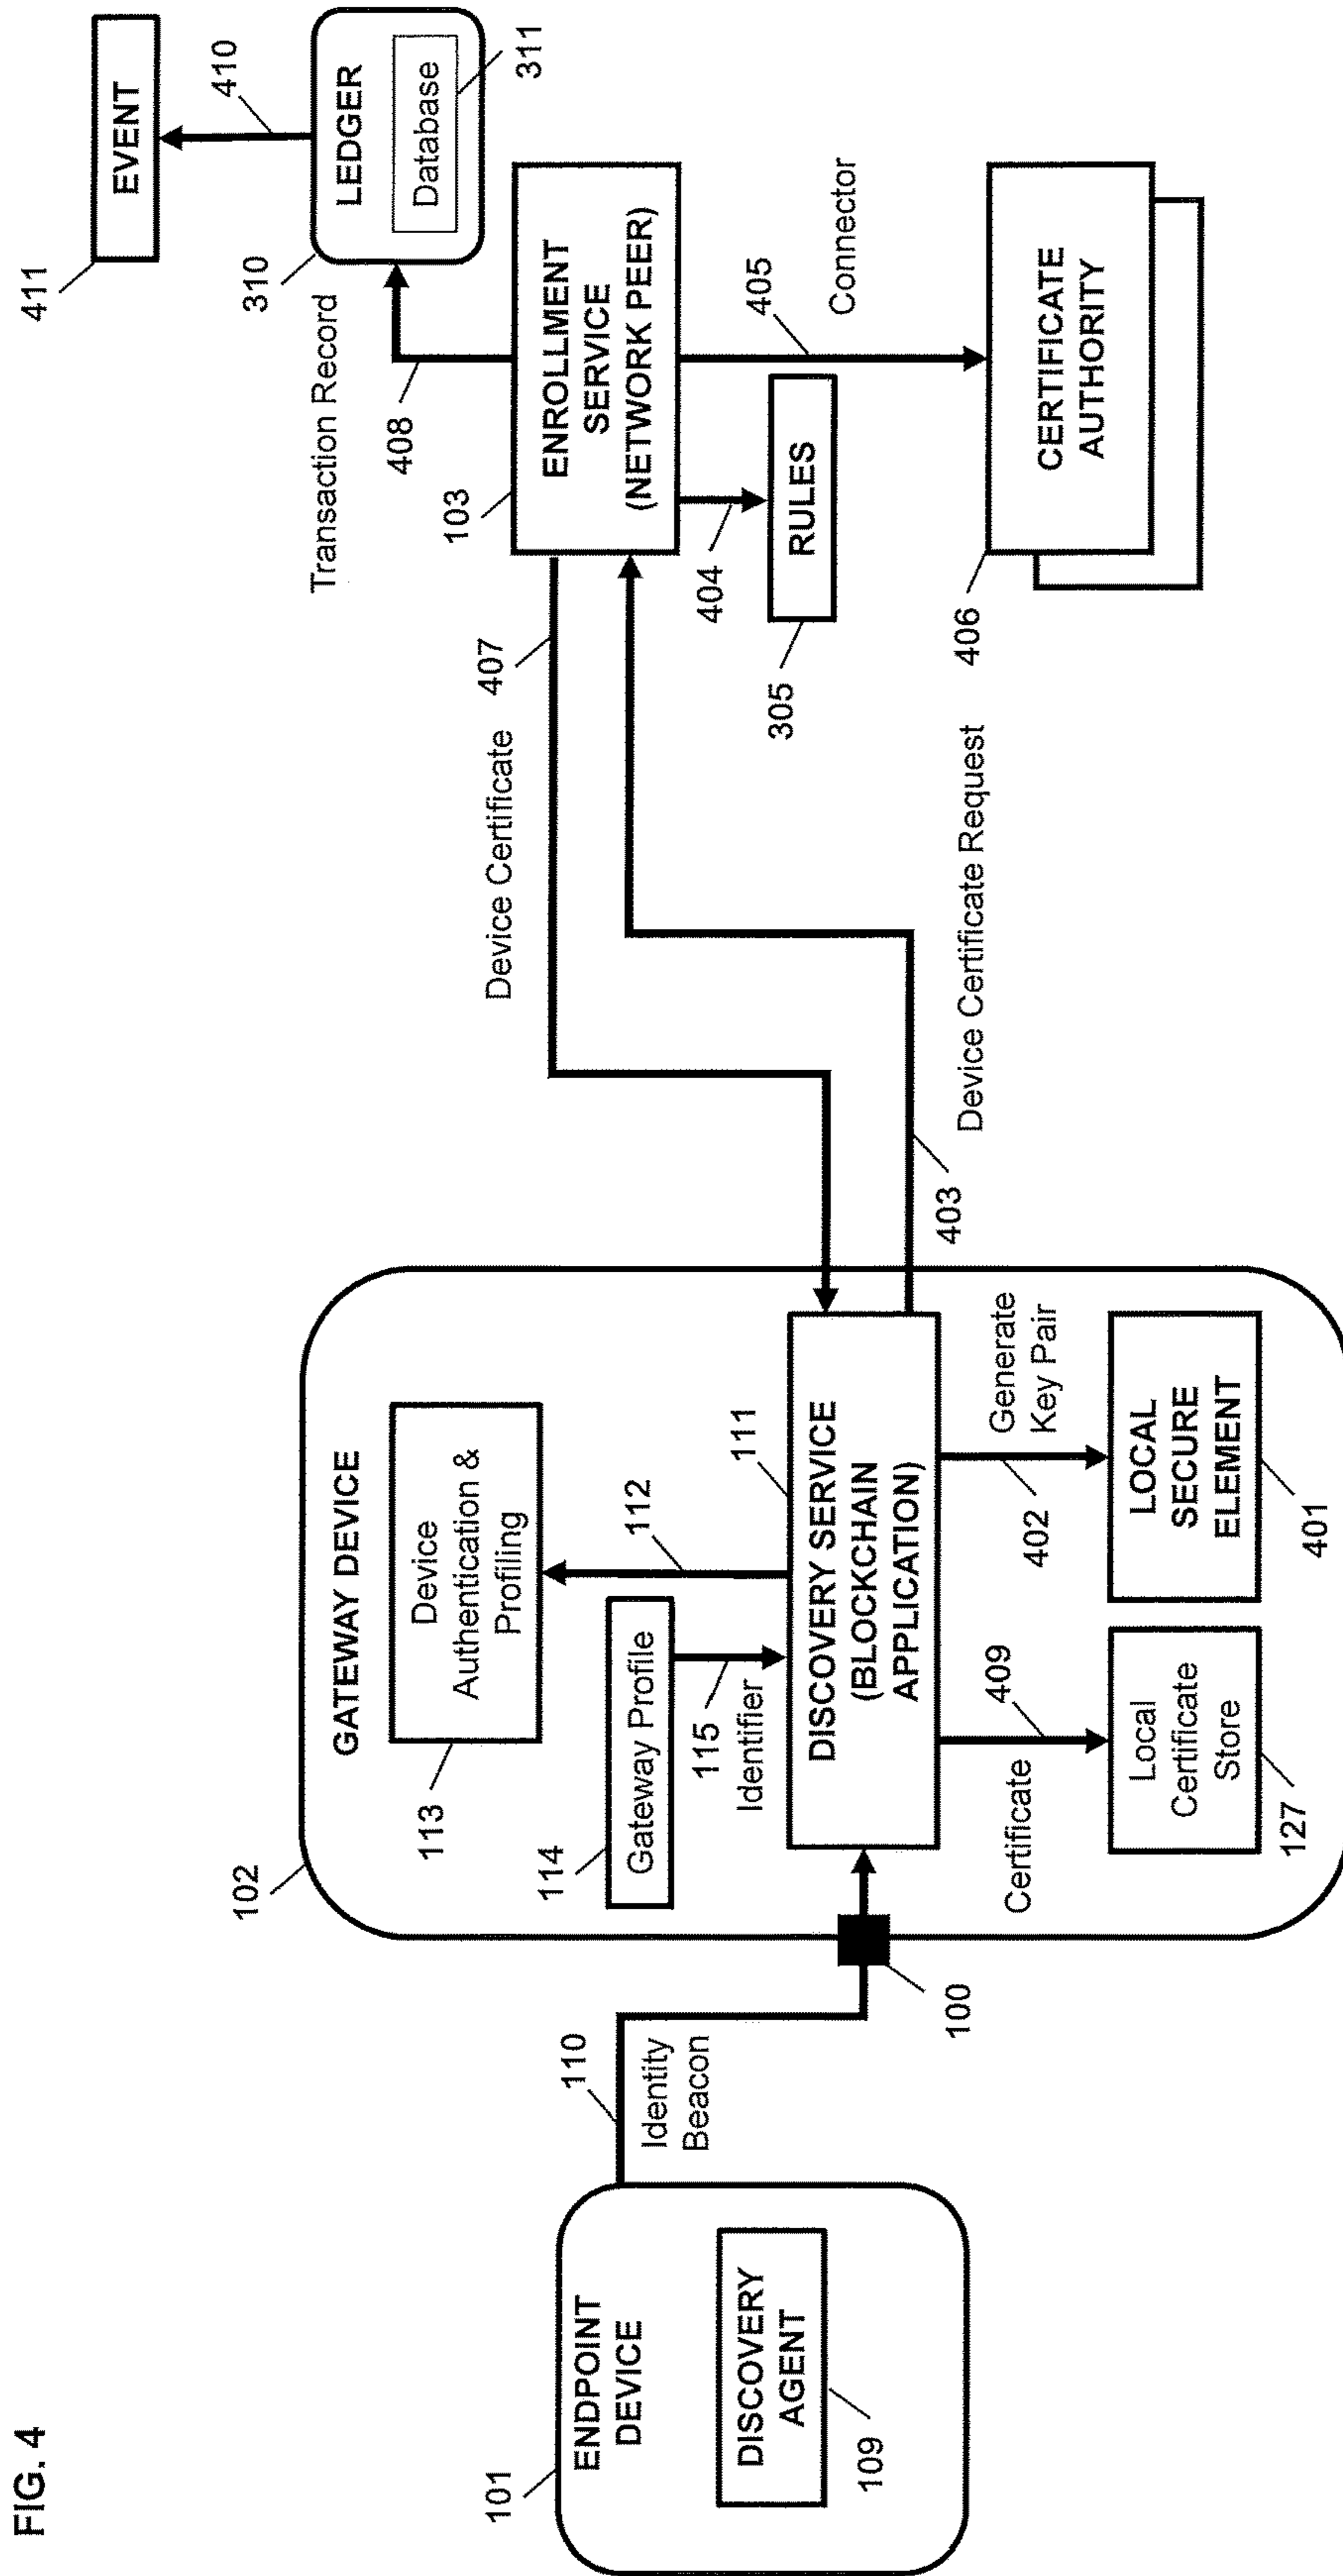 FIG. 4
101
ENDPOINT
DEVICE
DISCOVERY
AGENT
109
110
Identity
Beacon
100
102
GATEWAY DEVICE
113
Device
Authentication &
Profiling
112
114
Gateway Profile
115
Identifier
111
DISCOVERY SERVICE
(BLOCKCHAIN
APPLICATION)
Certificate
409
Local
Certificate
Store
127
402
Generate
Key Pair
LOCAL
SECURE
ELEMENT
401
403
Device Certificate Request
Device Certificate
407
103
ENROLLMENT
SERVICE
(NETWORK PEER)
404
305
RULES
405
Connector
406
CERTIFICATE
AUTHORITY
408
Transaction Record
310
LEDGER
Database
311
410
411
EVENT